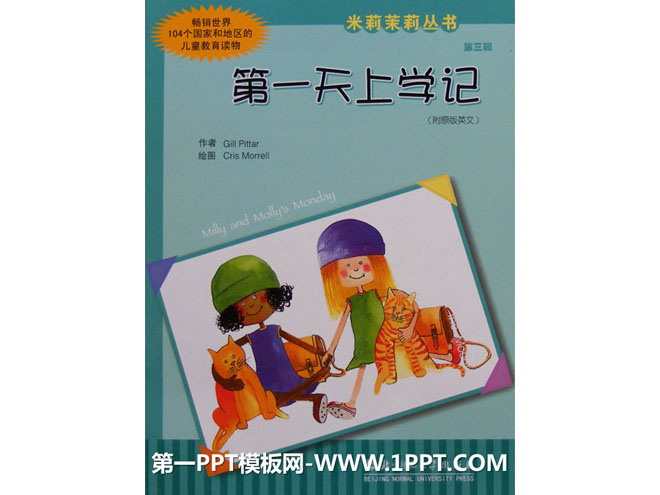 畅销世界
104个国家和地区的
儿童教育读物
米莉茉莉丛书
第三辑
第一天上学记
(附原版英文)
作者 Gill Pittar
绘图 Cris Morrell
Milly and Molly's Monday
第一PPT模板网-WWW.1PPT.COM
BEIJING NORMAL UNIVERSITY PRESS